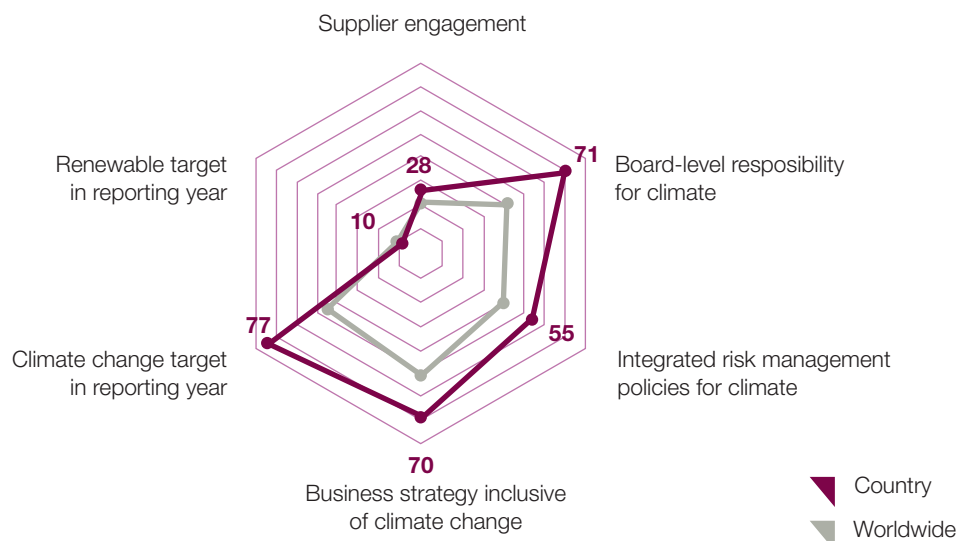 Supplier engagement
28
71
Board-level resposibility
for climate
Renewable target
in reporting year
10
77
55
Climate change target
in reporting year
Integrated risk management
policies for climate
70
Business strategy inclusive
of climate change
Country
Worldwide